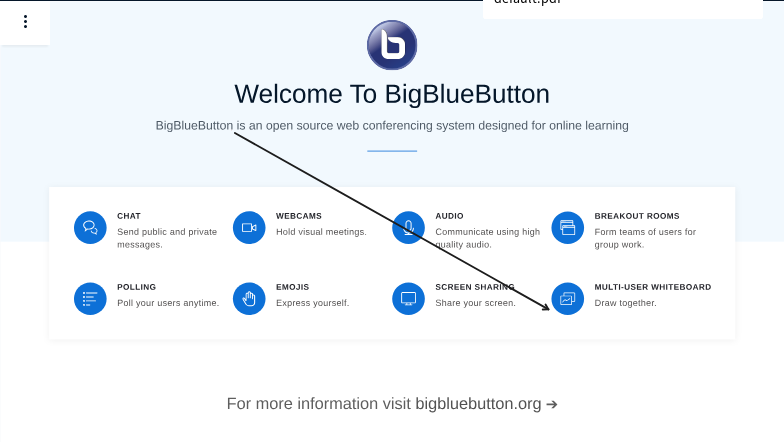 default.pdf
Welcome To BigBlueButton
BigBlueButton is an open source web conferencing system designed for online learning
CHAT
Send public and private
messages.
WEBCAMS
Hold visual meetings.
AUDIO
Communicate using high
quality audio.
BREAKOUT ROOMS
Form teams of users for
group work.
POLLING
Poll your users anytime.
EMOJIS
Express yourself.
SCREEN SHARING
Share your screen.
MULTI-USER WHITEBOARD
Draw together.
For more information visit bigbluebutton.org ➔